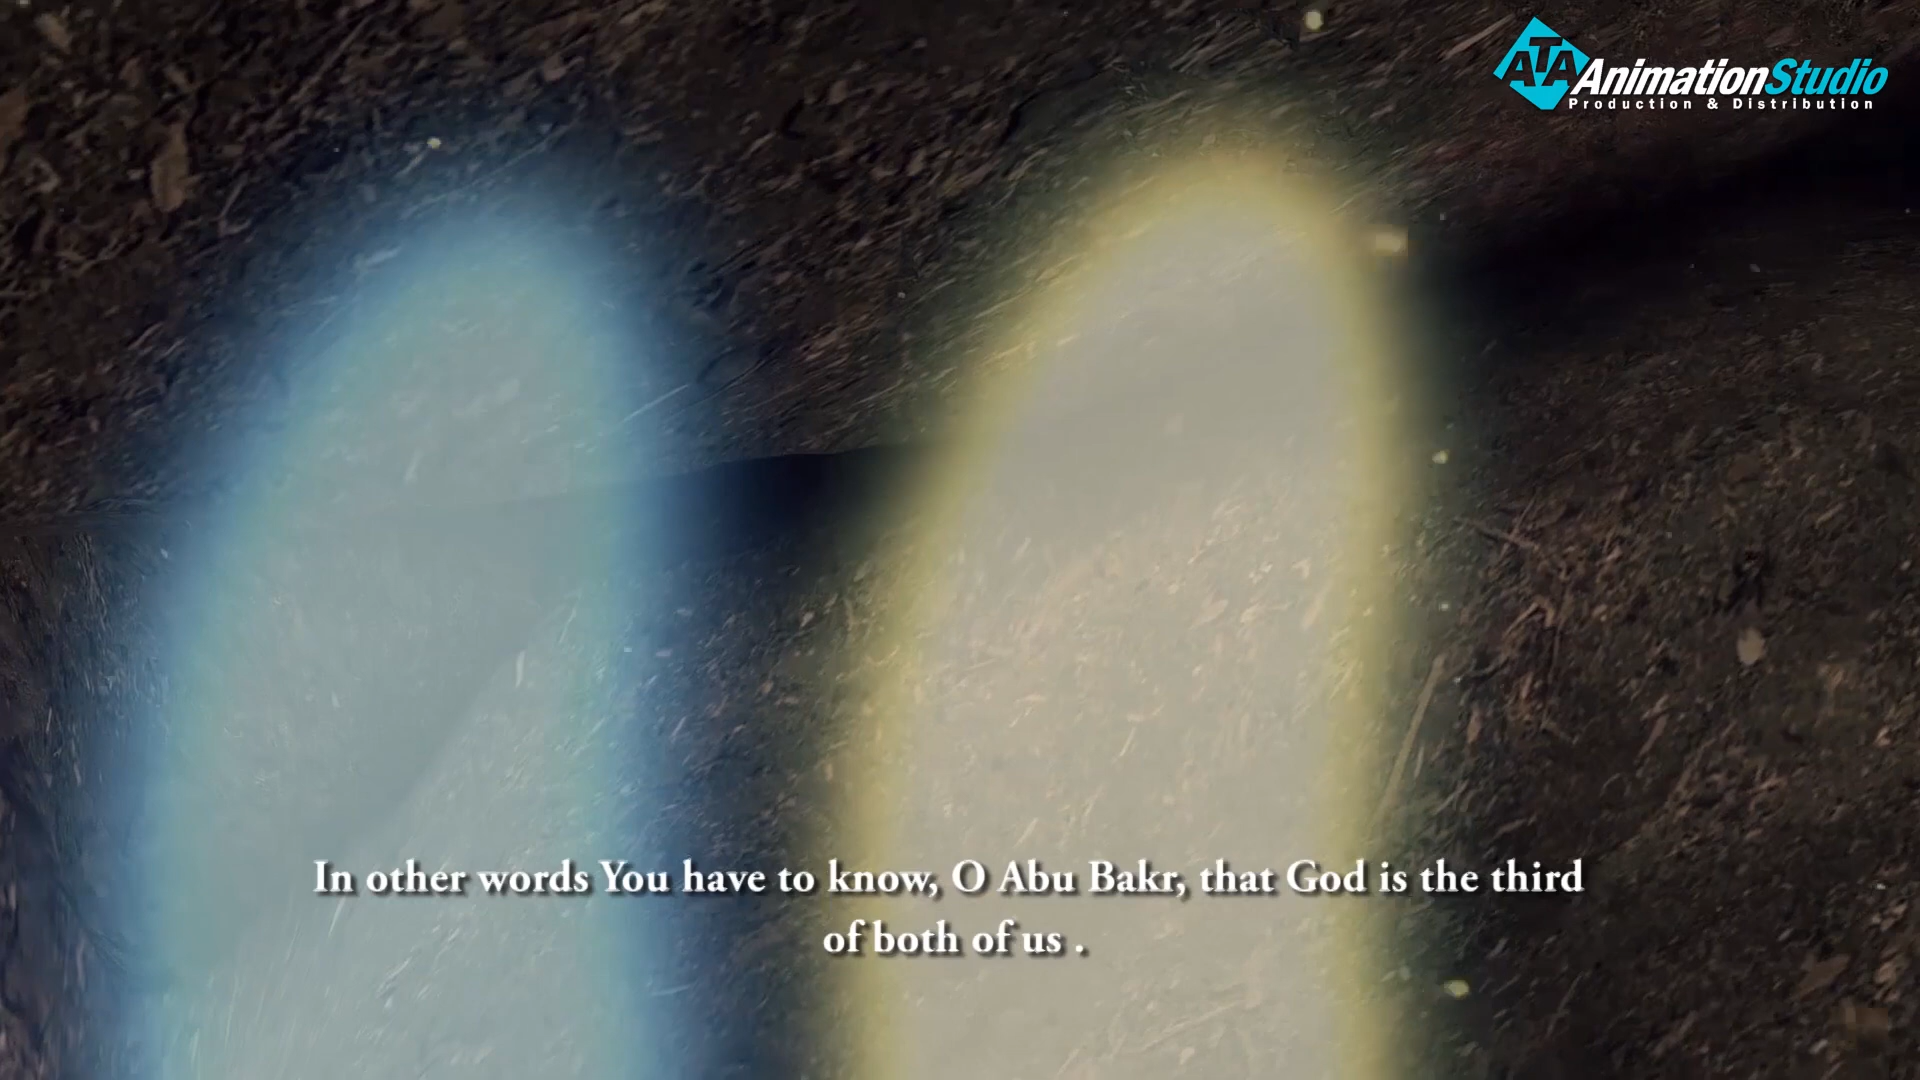 ATA AnimationStudio
Production & Distribution
In other words You have to know, O Abu Bakr, that God is the third
of both of us .